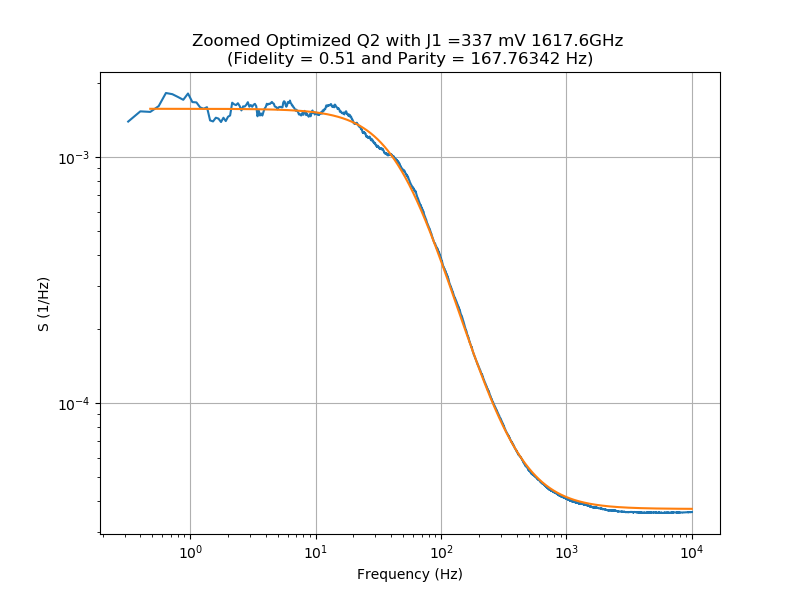 Zoomed Optimized Q2 with J1 =337 mV 1617.6GHz
(Fidelity = 0.51 and Parity = 167.76342 Hz)
S (1/Hz)
10⁻³
10⁻⁴
10⁰ 10¹ 10² 10³ 10⁴
Frequency (Hz)